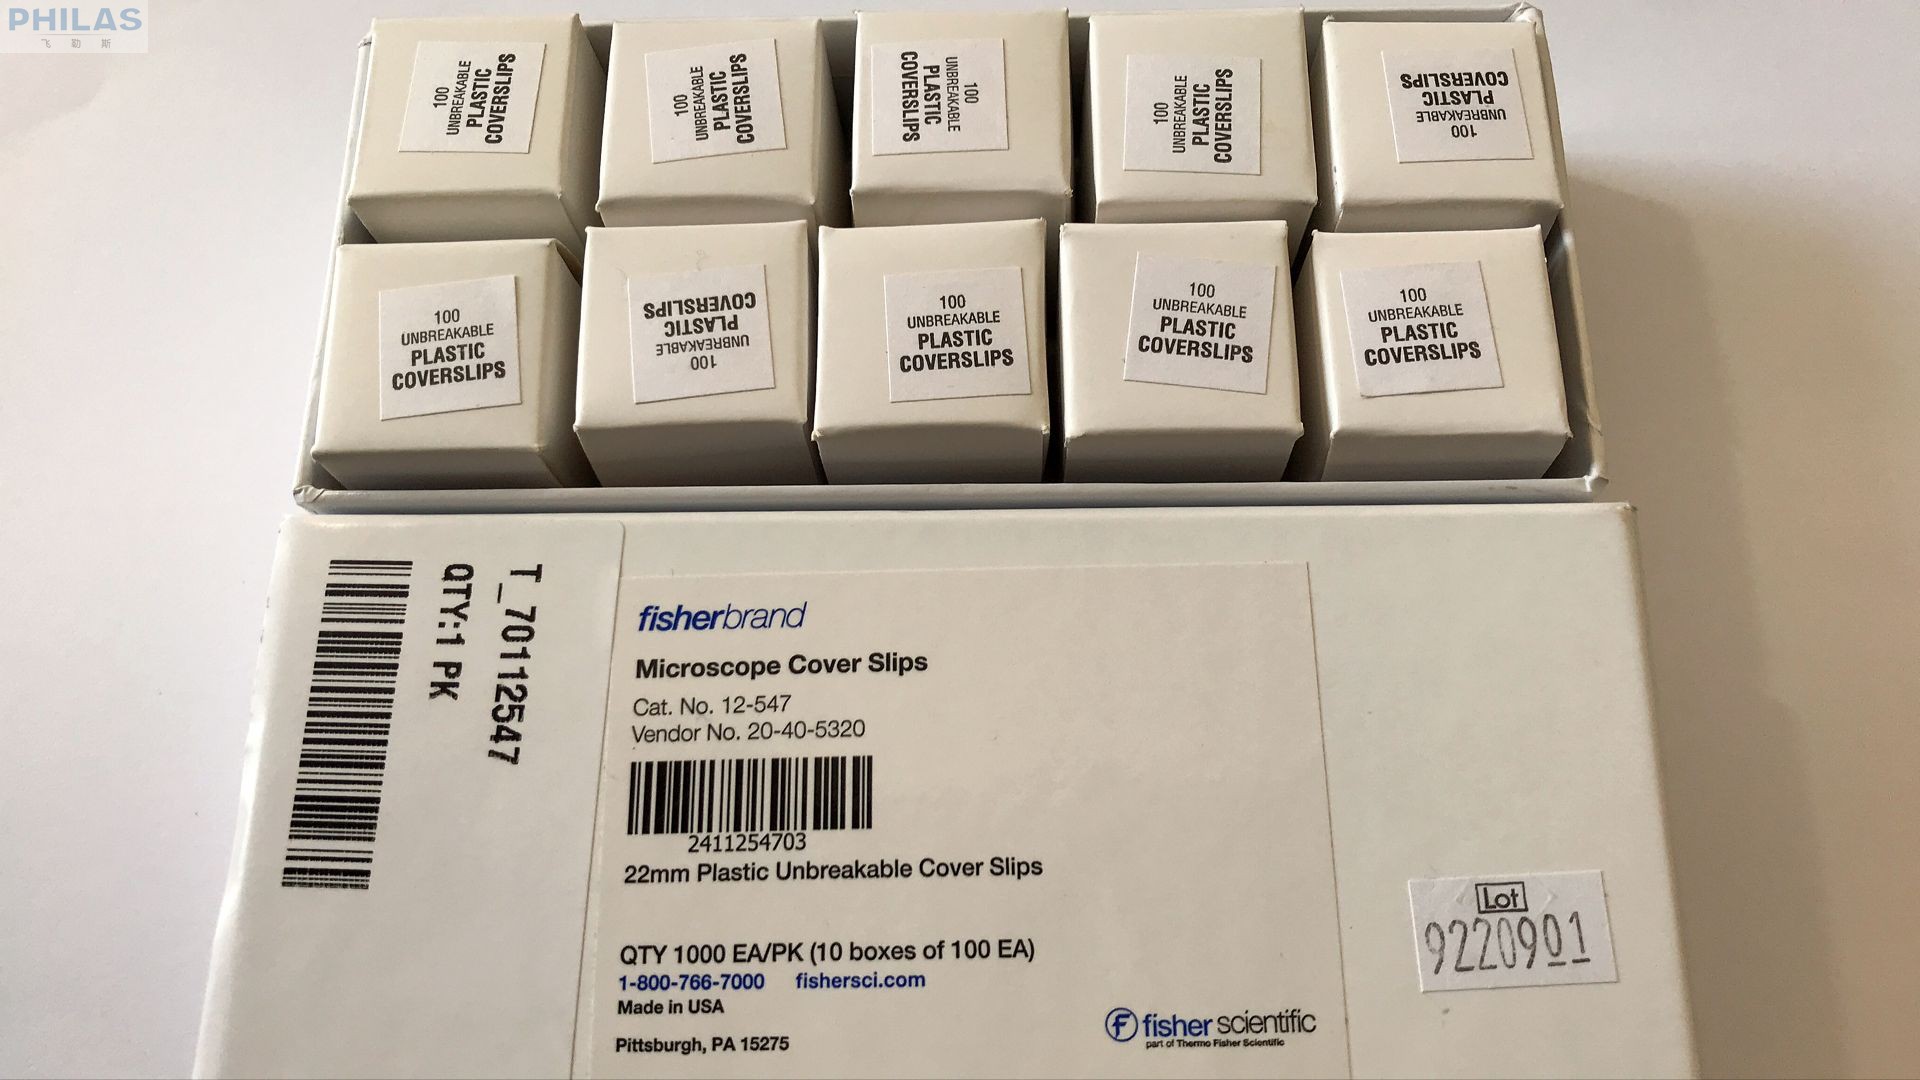 PHILAS
飞 勒 斯
100
UNBREAKABLE
PLASTIC
COVERSLIPS
100
UNBREAKABLE
PLASTIC
COVERSLIPS
100
UNBREAKABLE
PLASTIC
COVERSLIPS
100
UNBREAKABLE
PLASTIC
COVERSLIPS
100
UNBREAKABLE
PLASTIC
COVERSLIPS
100
UNBREAKABLE
PLASTIC
COVERSLIPS
100
UNBREAKABLE
PLASTIC
COVERSLIPS
100
UNBREAKABLE
PLASTIC
COVERSLIPS
100
UNBREAKABLE
PLASTIC
COVERSLIPS
100
UNBREAKABLE
PLASTIC
COVERSLIPS
T_70112547
QTY:1 PK
fisherbrand
Microscope Cover Slips
Cat. No. 12-547
Vendor No. 20-40-5320
2411254703
22mm Plastic Unbreakable Cover Slips
QTY 1000 EA/PK (10 boxes of 100 EA)
1-800-766-7000 fishersci.com
Made in USA
Pittsburgh, PA 15275
fisher scientific
part of Thermo Fisher Scientific
Lot
9220901